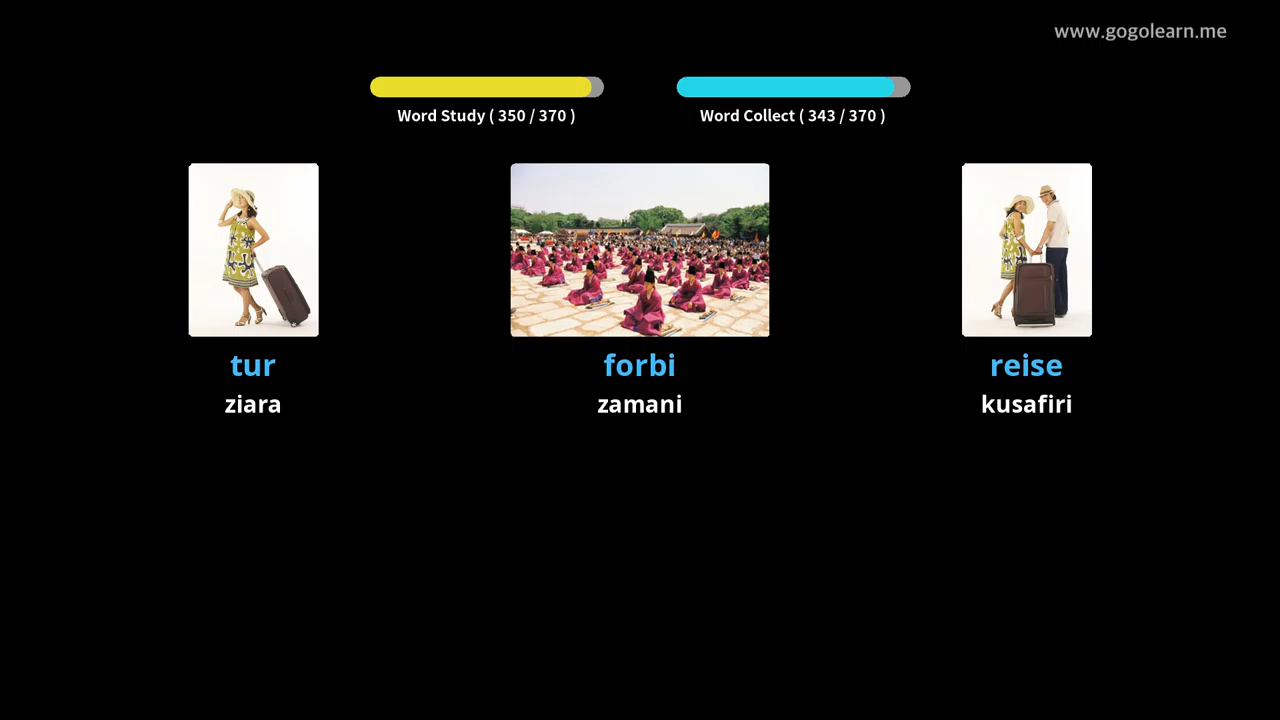 www.gogolearn.me
Word Study ( 350 / 370 )
Word Collect ( 343 / 370 )
tur
ziara
forbi
zamani
reise
kusafiri